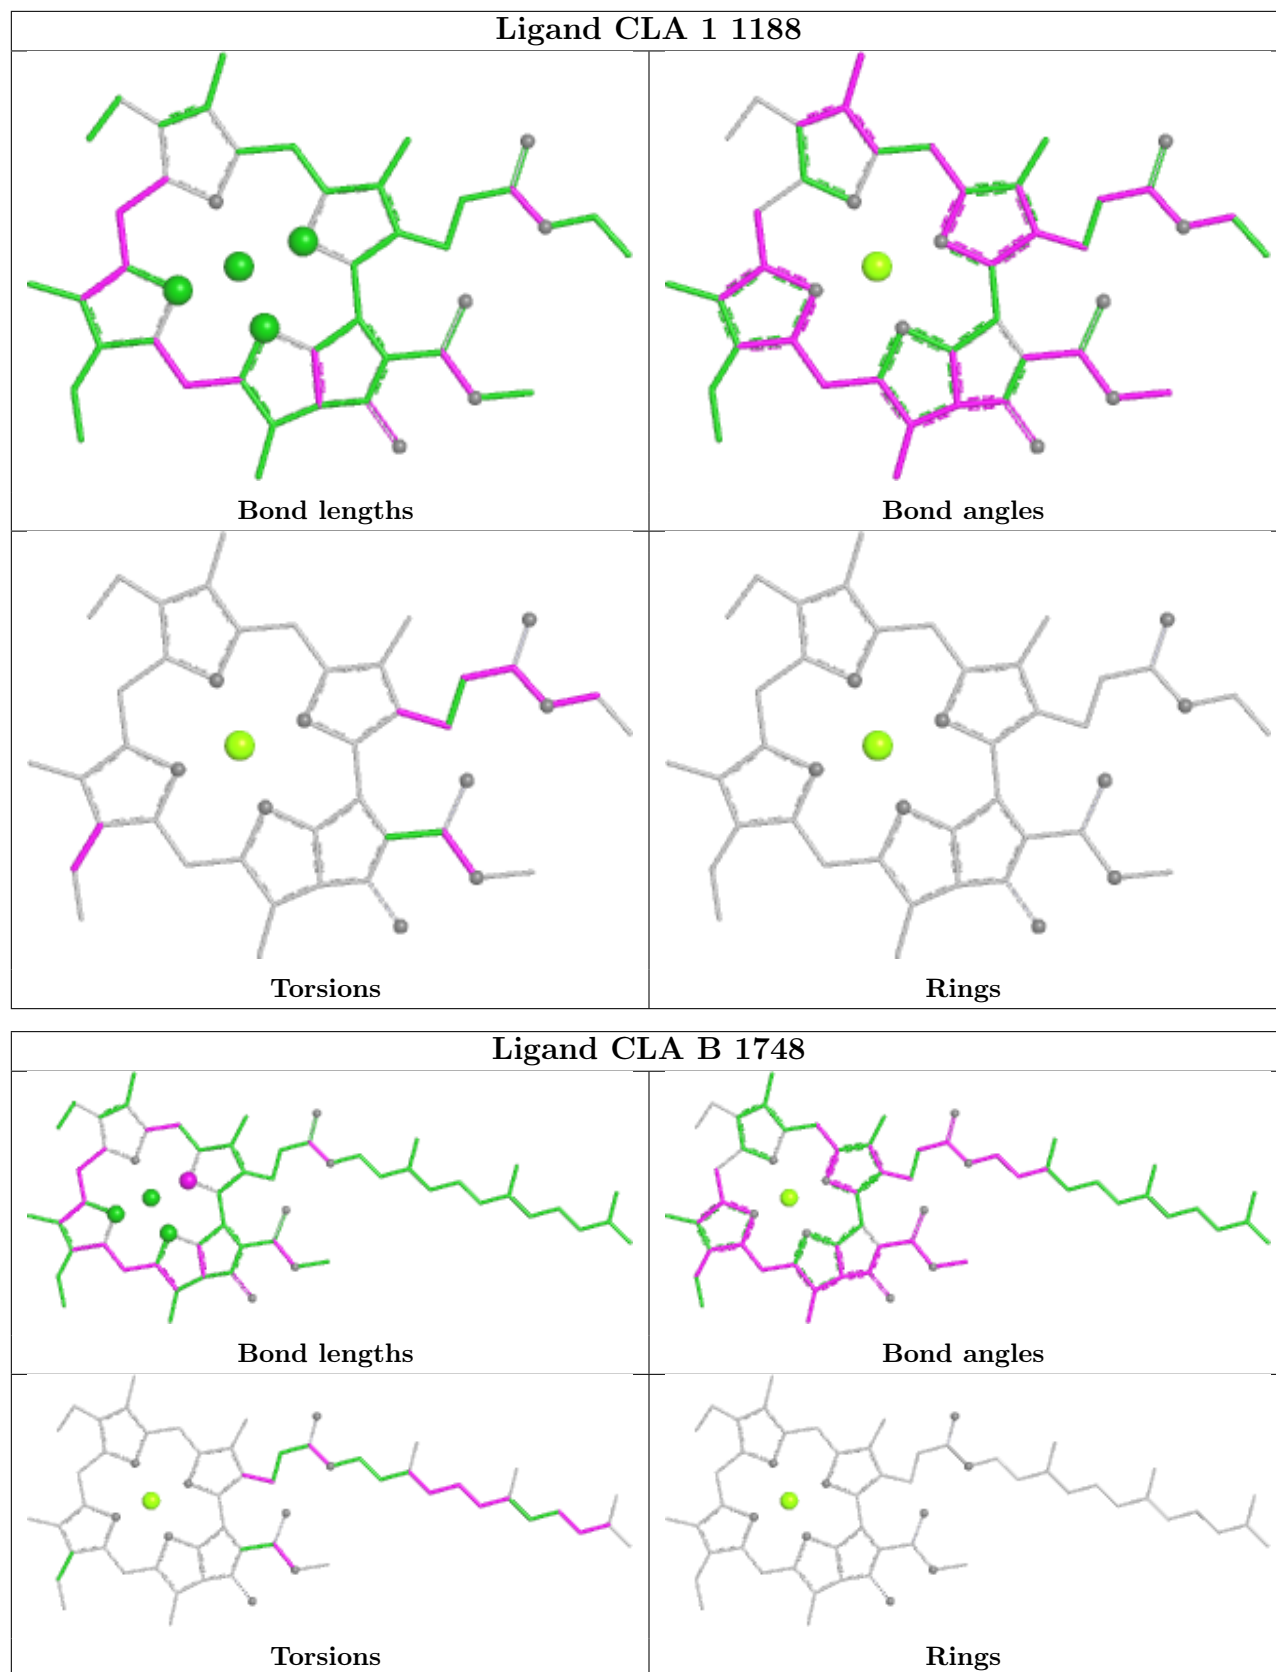 Ligand CLA 1 1188
Bond lengths
Bond angles
Torsions
Rings
Ligand CLA B 1748
Bond lengths
Bond angles
Torsions
Rings